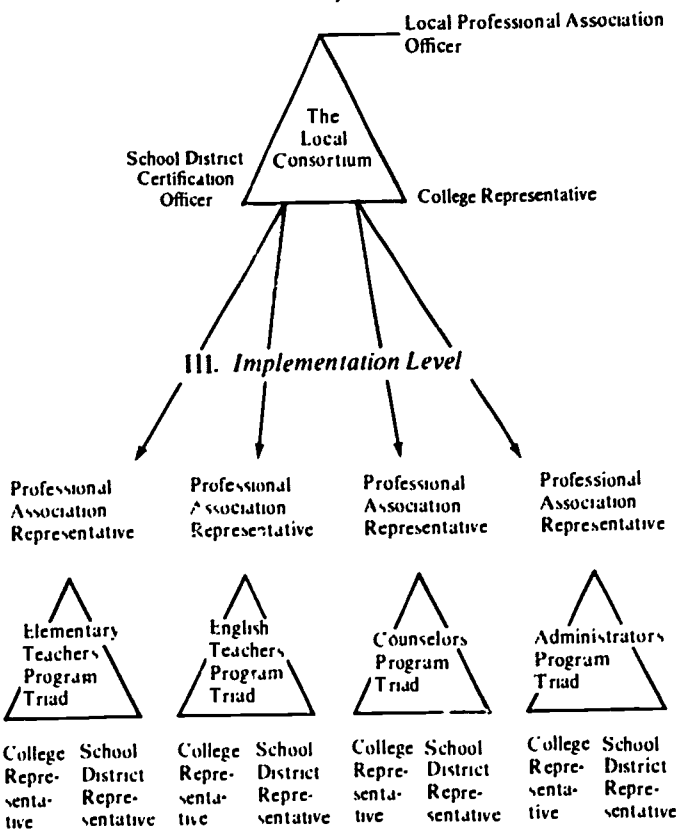 Local Professional Association
Officer
The
Local
Consortium
School District
Certification
Officer
College Representative
III. Implementation Level
Professional
Association
Representative
Professional
Association
Representative
Professional
Association
Representative
Professional
Association
Representative
Elementary
Teachers
Program
Triad
English
Teachers
Program
Triad
Counselors
Program
Triad
Administrators
Program
Triad
College
Repre-
senta-
tive
School
District
Repre-
sentative
College
Repre-
senta-
tive
School
District
Repre-
sentative
College
Repre-
senta-
tive
School
District
Repre-
sentative
College
Repre-
senta-
tive
School
District
Repre-
sentative